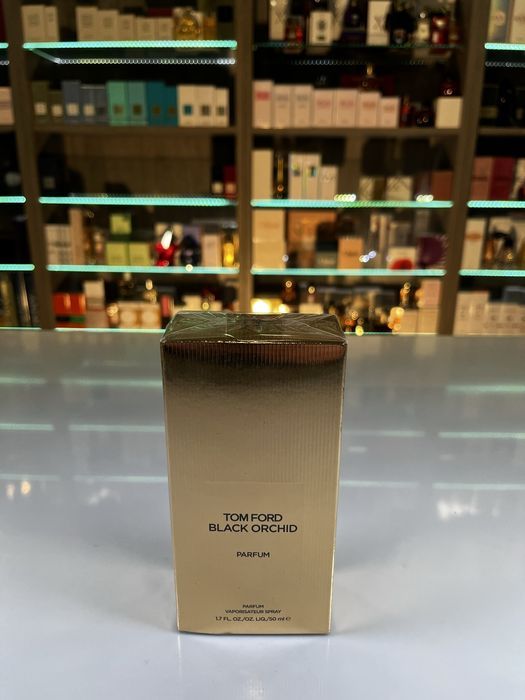 TOM FORD
BLACK ORCHID
PARFUM
PARFUM
VAPORISATEUR SPRAY
1.7 FL. OZ./OZ. LIQ./50 ml ℮